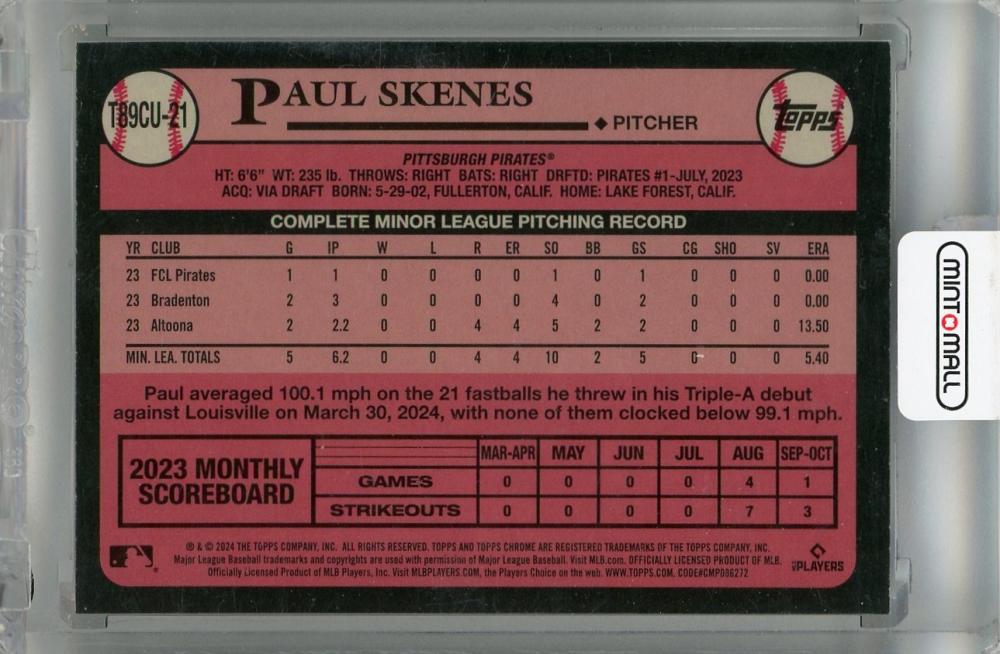 T89CU-21
PAUL SKENES
◆ PITCHER
TOPPS
PITTSBURGH PIRATES®
HT: 6'6" WT: 235 lb. THROWS: RIGHT BATS: RIGHT DRFTD: PIRATES #1-JULY, 2023
ACQ: VIA DRAFT BORN: 5-29-02, FULLERTON, CALIF. HOME: LAKE FOREST, CALIF.
COMPLETE MINOR LEAGUE PITCHING RECORD
YR CLUB G IP W L R ER SO BB GS CG SHO SV ERA
23 FCL Pirates 1 1 0 0 0 0 1 0 1 0 0 0 0.00
23 Bradenton 2 3 0 0 0 0 4 0 2 0 0 0 0.00
23 Altoona 2 2.2 0 0 4 4 5 2 2 0 0 0 13.50
MIN. LEA. TOTALS 5 6.2 0 0 4 4 10 2 5 0 0 0 5.40
Paul averaged 100.1 mph on the 21 fastballs he threw in his Triple-A debut
against Louisville on March 30, 2024, with none of them clocked below 99.1 mph.
2023 MONTHLY
SCOREBOARD
MAR-APR MAY JUN JUL AUG SEP-OCT
GAMES 0 0 0 0 4 1
STRIKEOUTS 0 0 0 0 7 3
® & © 2024 THE TOPPS COMPANY, INC. ALL RIGHTS RESERVED. TOPPS AND TOPPS CHROME ARE REGISTERED TRADEMARKS OF THE TOPPS COMPANY, INC.
Major League Baseball trademarks and copyrights are used with permission of Major League Baseball. Visit MLB.com. OFFICIALLY LICENSED PRODUCT OF MLB.
Officially Licensed Product of MLB Players, Inc. Visit MLBPLAYERS.COM, the Players Choice on the web. WWW.TOPPS.COM. CODE#CMP086272
PLAYERS
MINT MALL